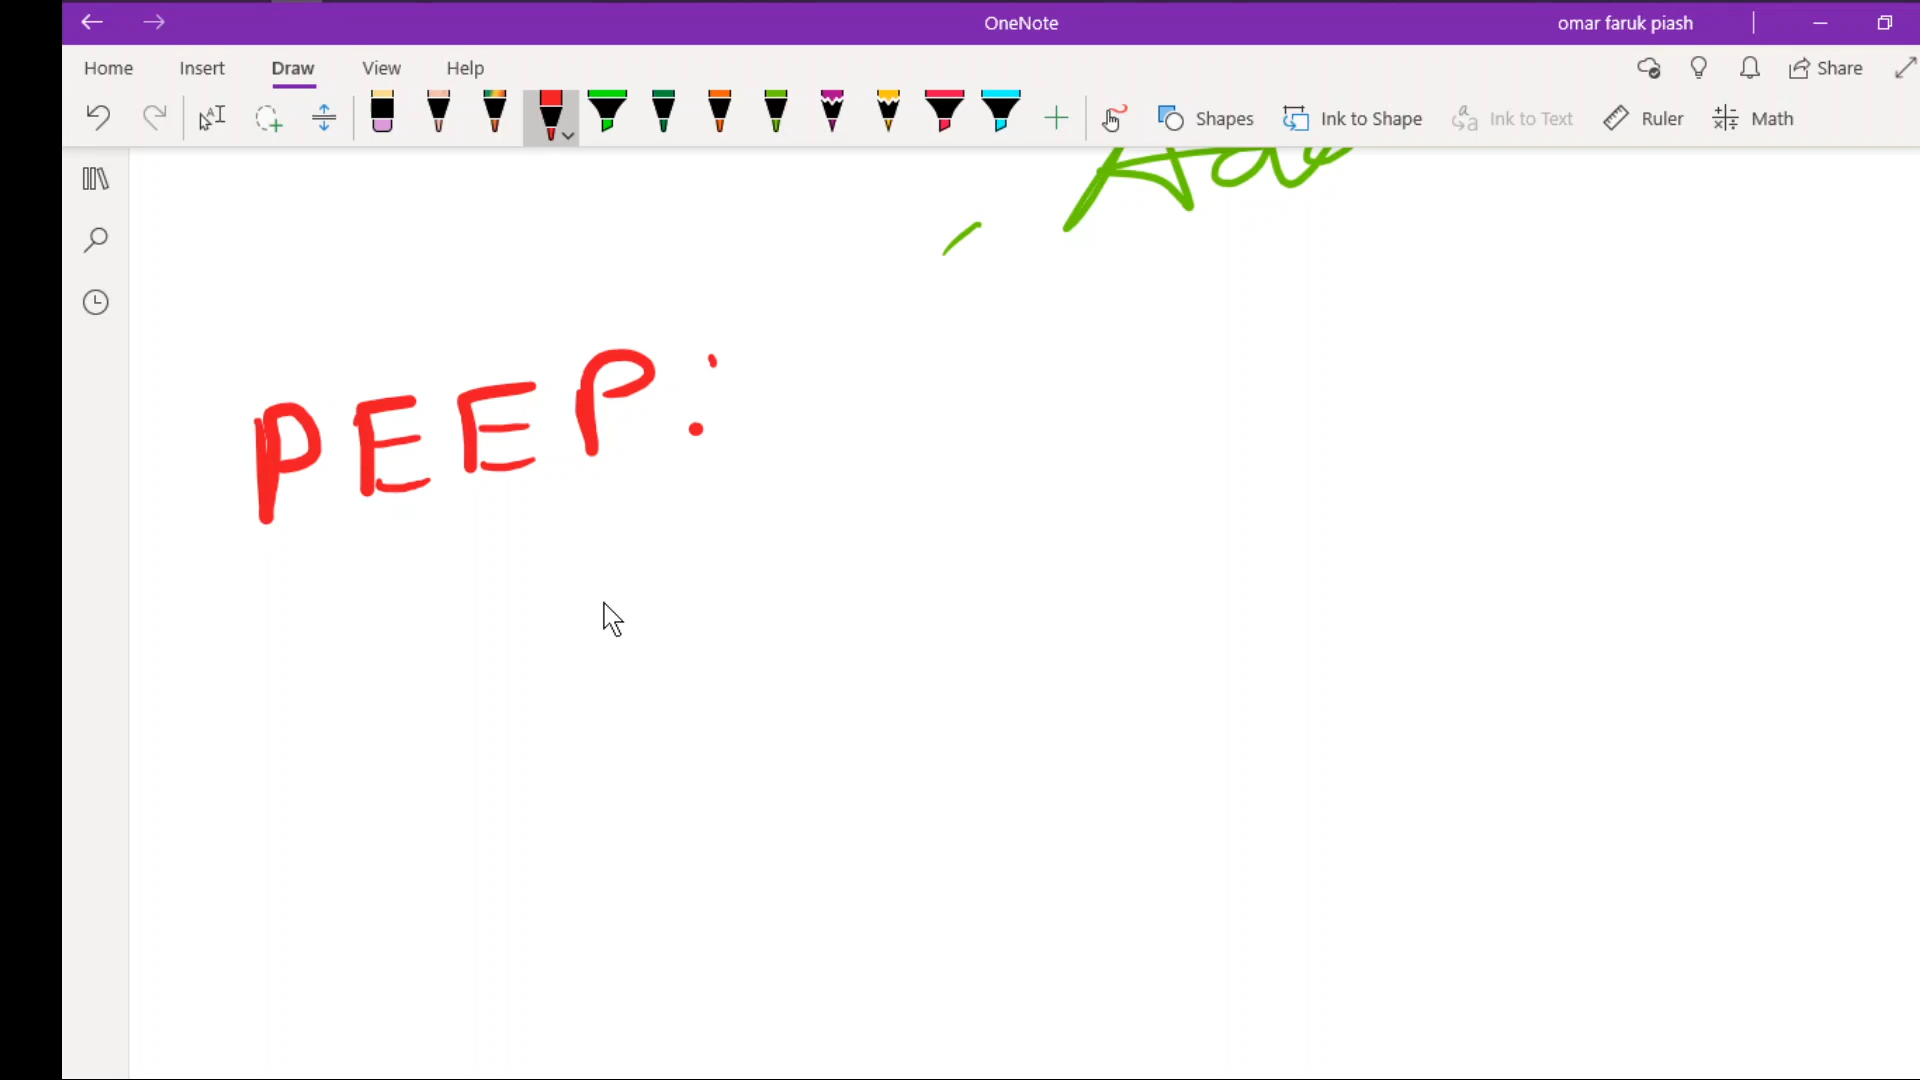 OneNote
omar faruk piash
Home Insert Draw View Help
Share
Shapes Ink to Shape Ink to Text Ruler Math
PEEP: